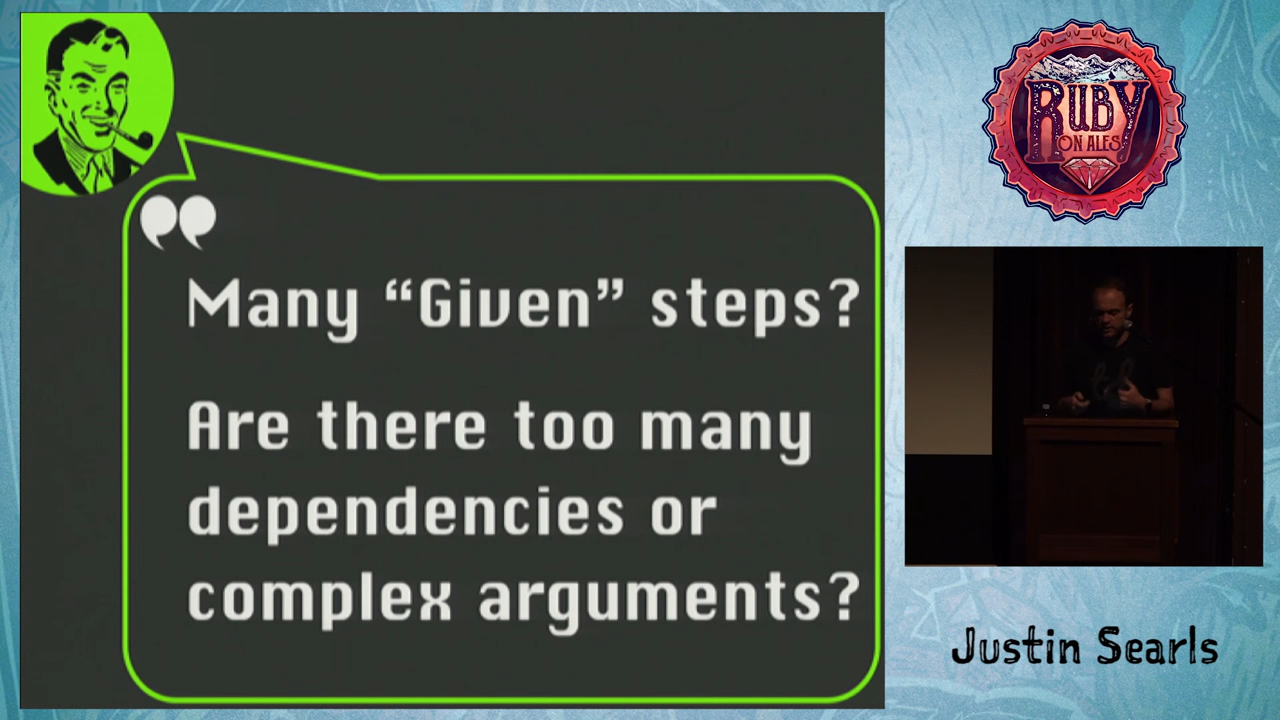 Many “Given” steps?
Are there too many
dependencies or
complex arguments?
RUBY
ON ALES
Justin Searls